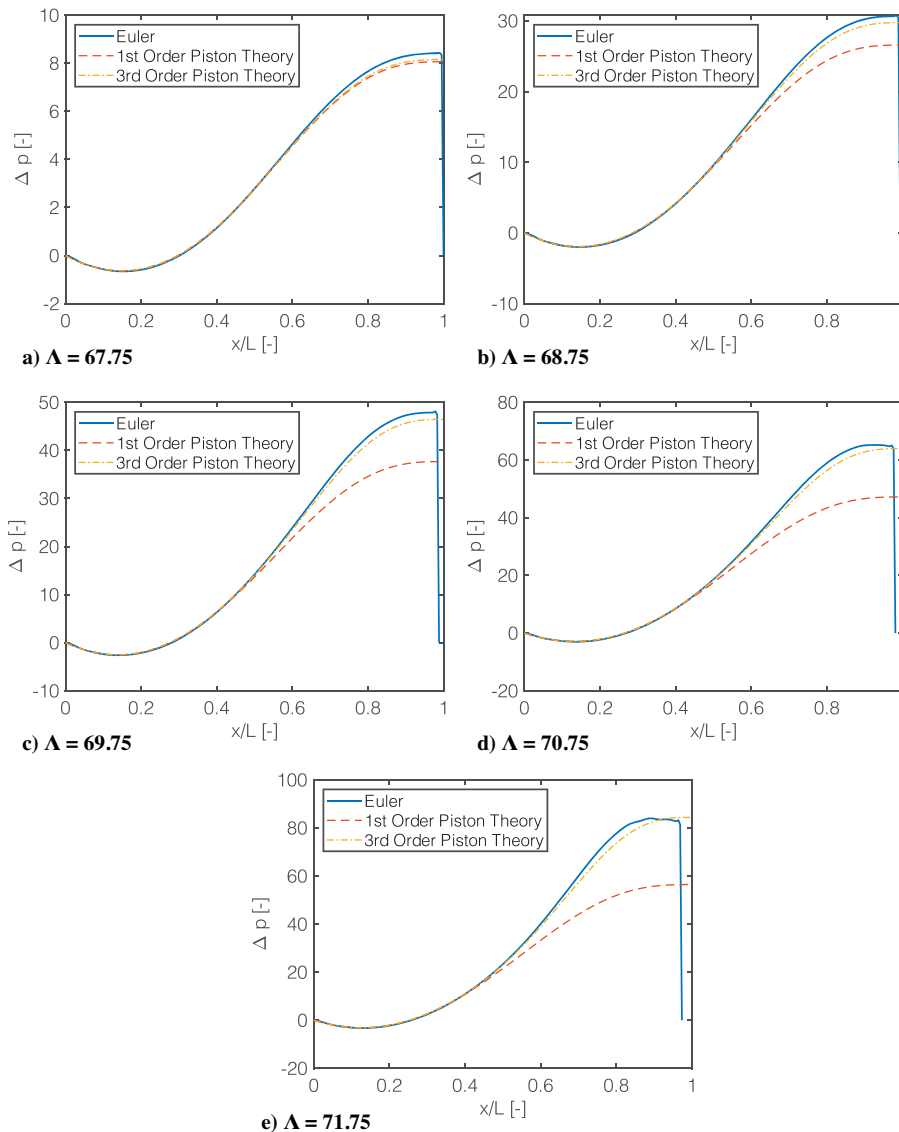 Euler
1st Order Piston Theory
3rd Order Piston Theory
10
8
6
4
2
0
-2
Δ p [-]
0 0.2 0.4 0.6 0.8 1
x/L [-]
a) Λ = 67.75
Euler
1st Order Piston Theory
3rd Order Piston Theory
30
20
10
0
-10
Δ p [-]
0 0.2 0.4 0.6 0.8
x/L [-]
b) Λ = 68.75
Euler
1st Order Piston Theory
3rd Order Piston Theory
50
40
30
20
10
0
-10
Δ p [-]
0 0.2 0.4 0.6 0.8 1
x/L [-]
c) Λ = 69.75
Euler
1st Order Piston Theory
3rd Order Piston Theory
80
60
40
20
0
-20
Δ p [-]
0 0.2 0.4 0.6 0.8
x/L [-]
d) Λ = 70.75
Euler
1st Order Piston Theory
3rd Order Piston Theory
100
80
60
40
20
0
-20
Δ p [-]
0 0.2 0.4 0.6 0.8 1
x/L [-]
e) Λ = 71.75